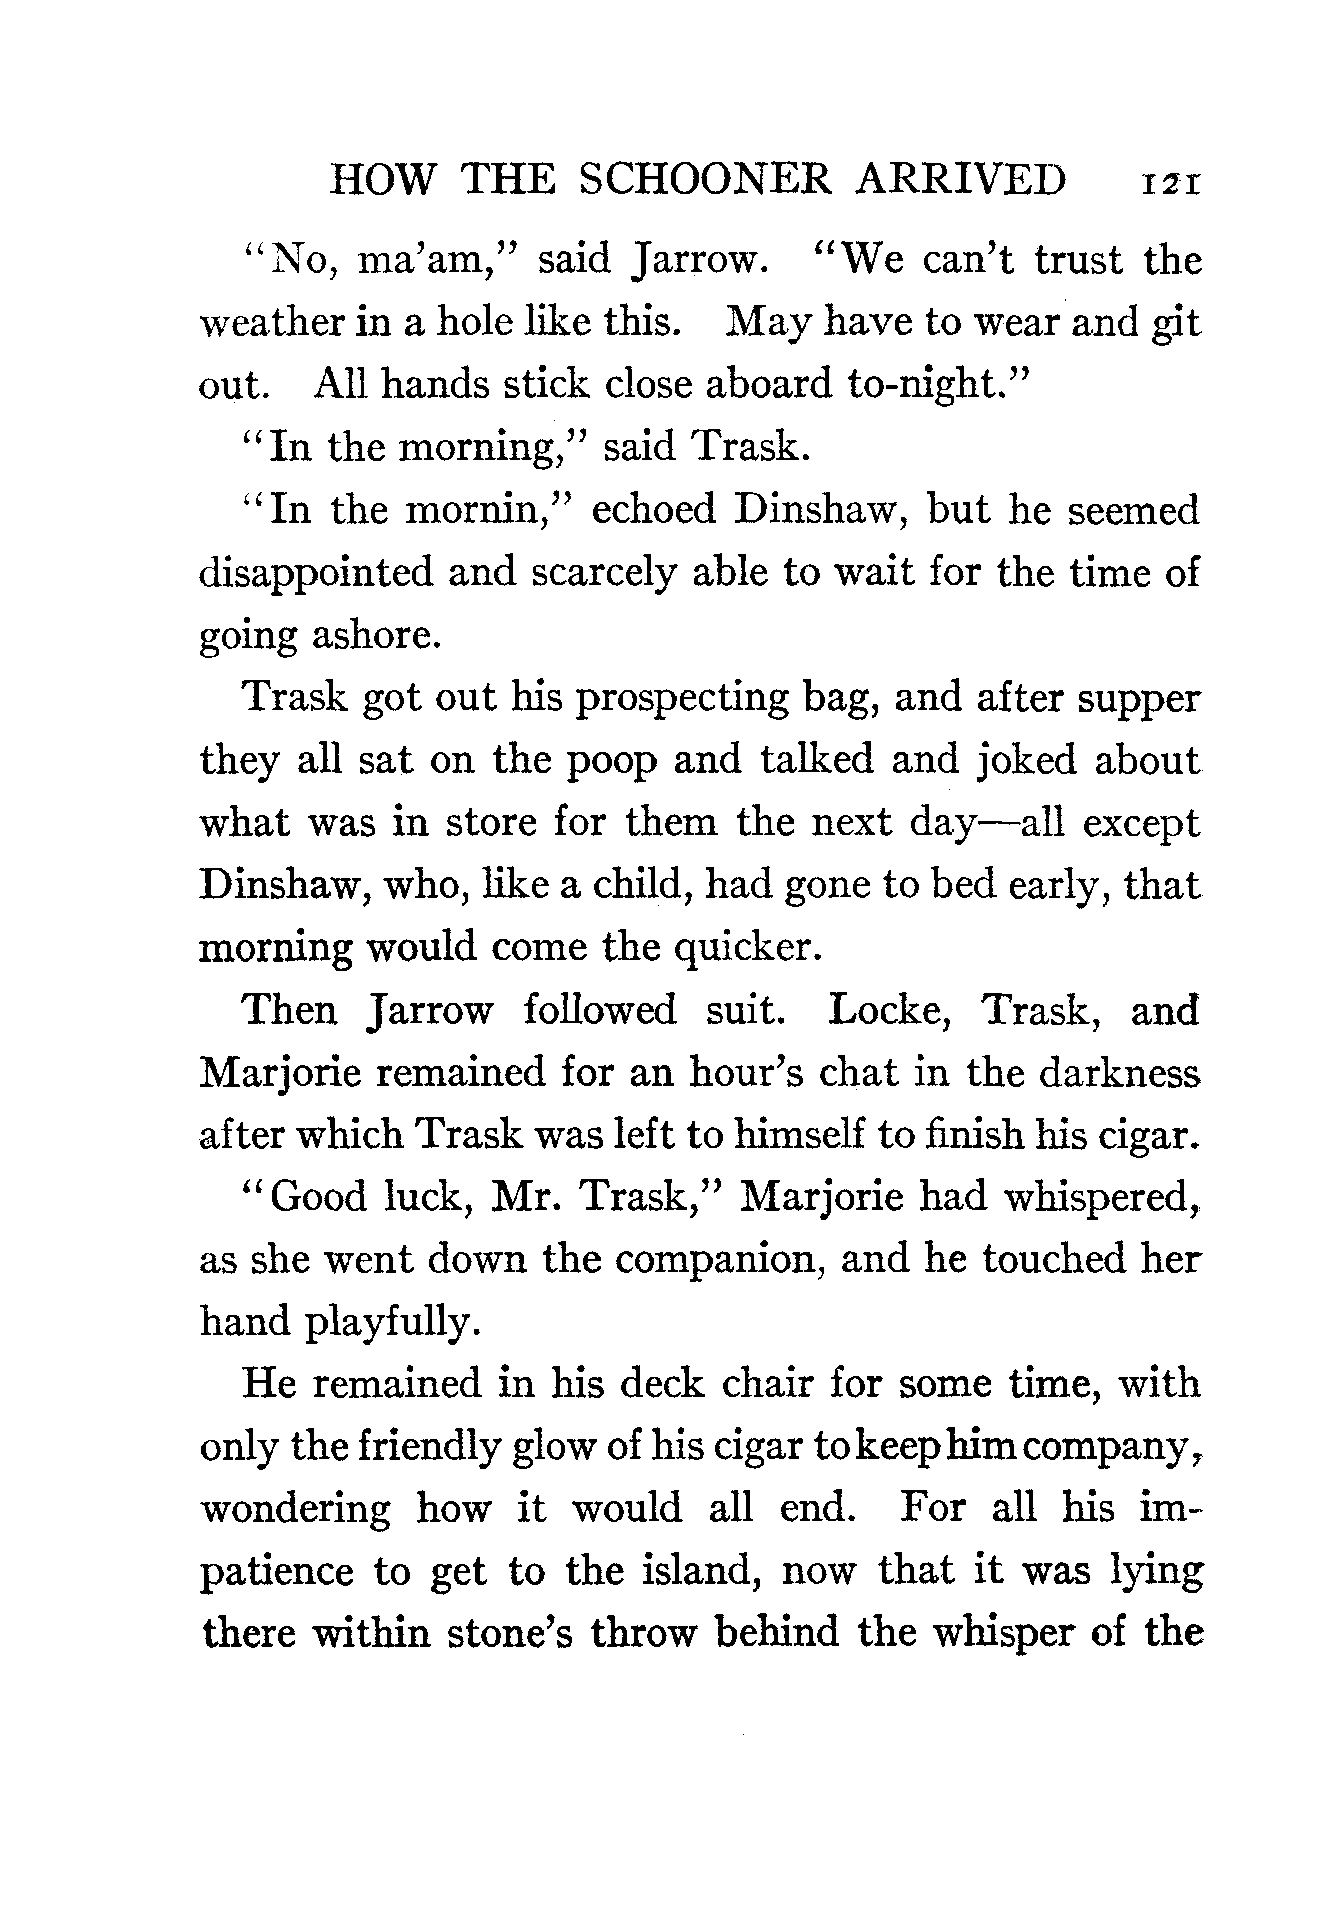 HOW THE SCHOONER ARRIVED 121
“No, ma’am,” said Jarrow. “We can’t trust the
weather in a hole like this. May have to wear and git
out. All hands stick close aboard to-night.”
“In the morning,” said Trask.
“In the mornin,” echoed Dinshaw, but he seemed
disappointed and scarcely able to wait for the time of
going ashore.
Trask got out his prospecting bag, and after supper
they all sat on the poop and talked and joked about
what was in store for them the next day—all except
Dinshaw, who, like a child, had gone to bed early, that
morning would come the quicker.
Then Jarrow followed suit. Locke, Trask, and
Marjorie remained for an hour’s chat in the darkness
after which Trask was left to himself to finish his cigar.
“Good luck, Mr. Trask,” Marjorie had whispered,
as she went down the companion, and he touched her
hand playfully.
He remained in his deck chair for some time, with
only the friendly glow of his cigar to keep him company,
wondering how it would all end. For all his im-
patience to get to the island, now that it was lying
there within stone’s throw behind the whisper of the